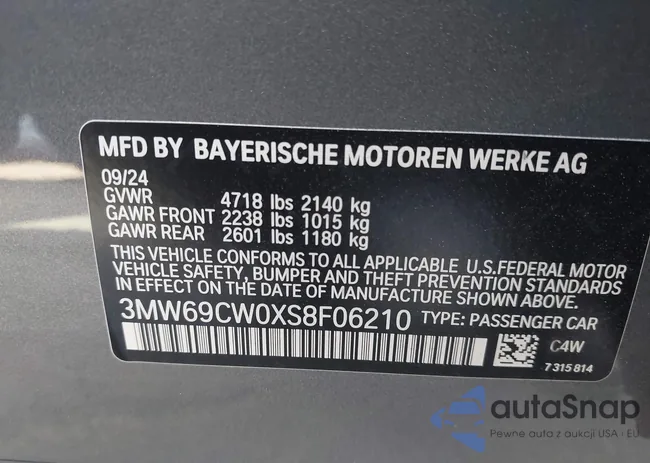 MFD BY BAYERISCHE MOTOREN WERKE AG
09/24
GVWR 4718 lbs 2140 kg
GAWR FRONT 2238 lbs 1015 kg
GAWR REAR 2601 lbs 1180 kg
THIS VEHICLE CONFORMS TO ALL APPLICABLE U.S.FEDERAL MOTOR
VEHICLE SAFETY, BUMPER AND THEFT PREVENTION STANDARDS
IN EFFECT ON THE DATE OF MANUFACTURE SHOWN ABOVE.
3MW69CW0XS8F06210 TYPE: PASSENGER CAR
C4W
7 315 814
autaSnap
Pewne auta z aukcji USA i EU